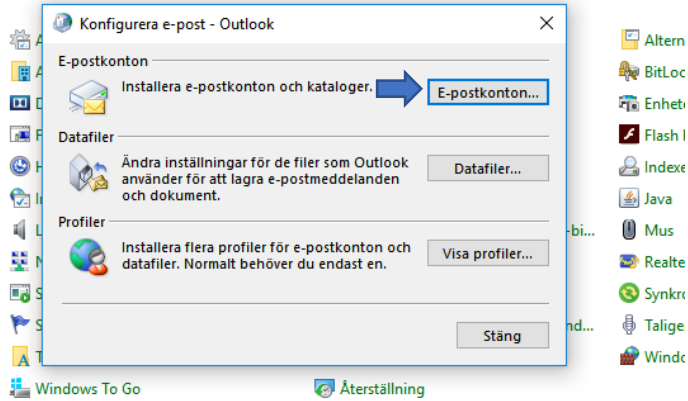 Konfigurera e-post - Outlook
E-postkonton
Installera e-postkonton och kataloger.
E-postkonton...
Datafiler
Ändra inställningar för de filer som Outlook
använder för att lagra e-postmeddelanden
och dokument.
Datafiler...
Profiler
Installera flera profiler för e-postkonton och
datafiler. Normalt behöver du endast en.
Visa profiler...
Stäng
Windows To Go
Återställning
-bi...
nd...
Altern
BitLoc
Enhete
Flash
Indexe
Java
Mus
Realte
Synkro
Talige
Windo